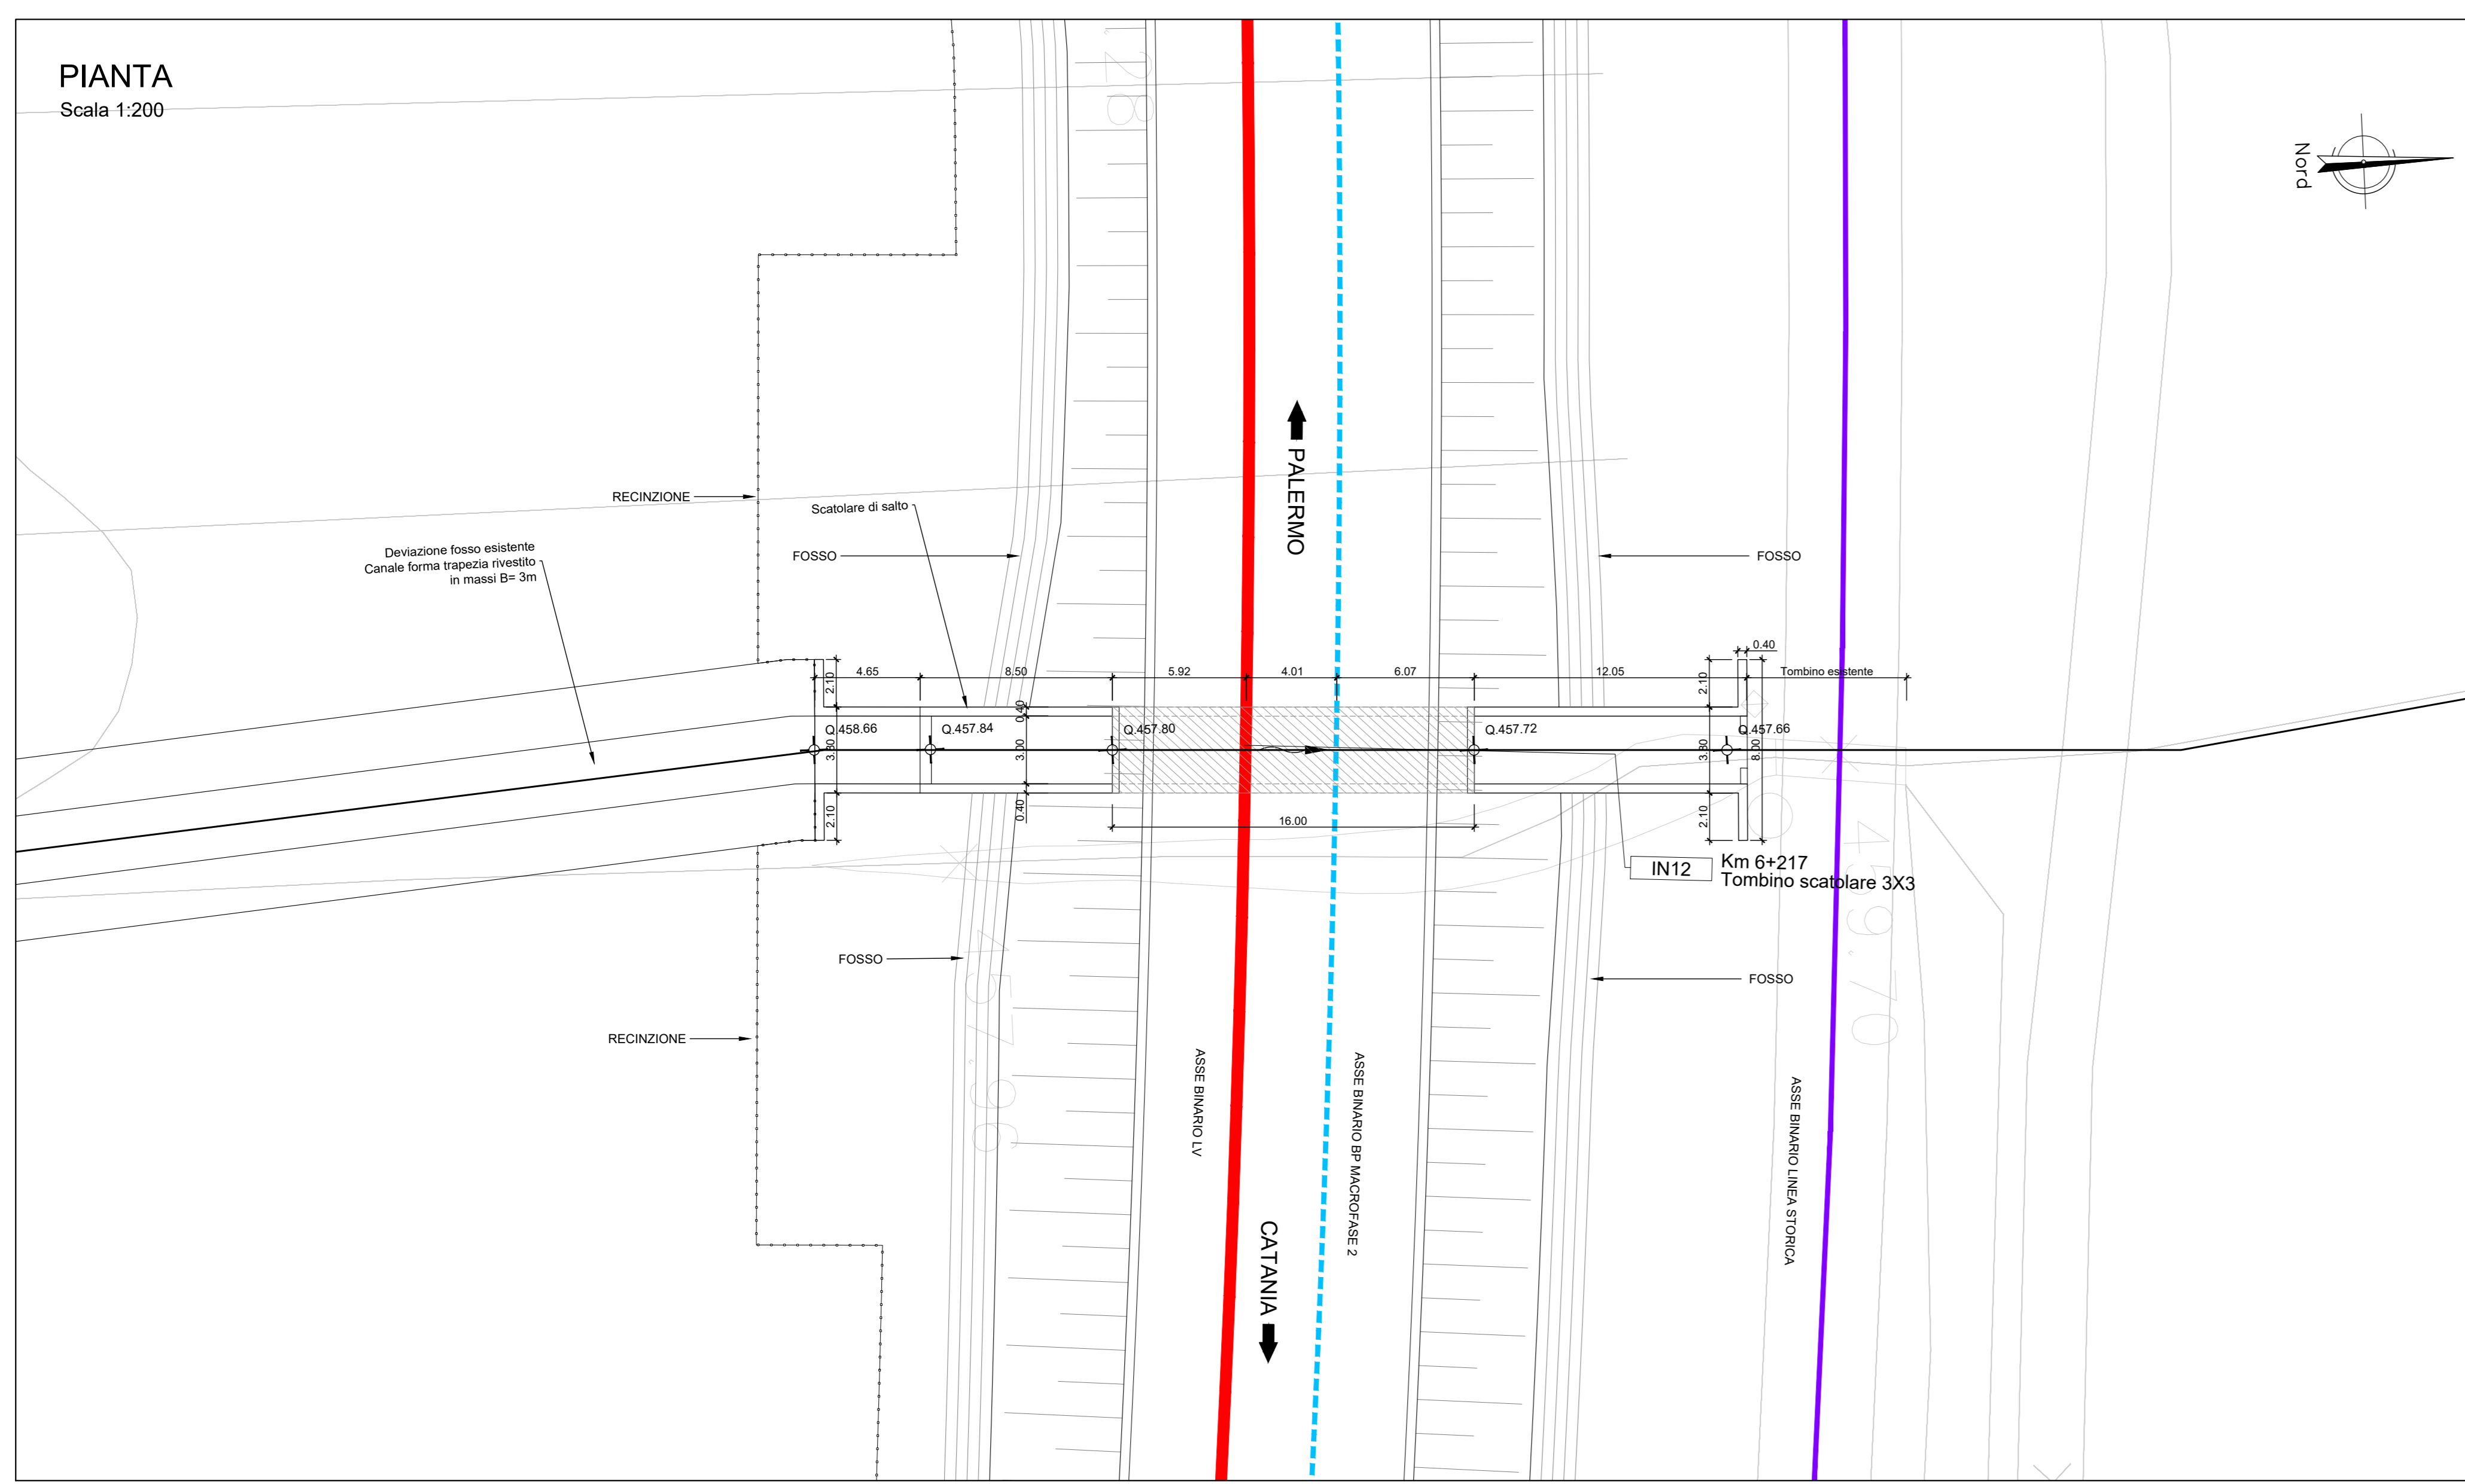 PIANTA
Scala 1:200
Nord
RECINZIONE
Scatolare di salto
Deviazione fosso esistente
Canale forma trapezia rivestito
in massi B= 3m
FOSSO
FOSSO
PALERMO
0.40
4.65
8.50
5.92
4.01
6.07
12.05
Tombino esistente
2.10
2.10
0.40
Q.458.66
Q.457.84
Q.457.80
Q.457.72
Q.457.66
3.80
3.00
3.80
8.00
2.10
0.40
16.00
2.10
IN12
Km 6+217
Tombino scatolare 3X3
FOSSO
FOSSO
RECINZIONE
ASSE BINARIO LV
ASSE BINARIO BP MACROFASE 2
ASSE BINARIO LINEA STORICA
CATANIA